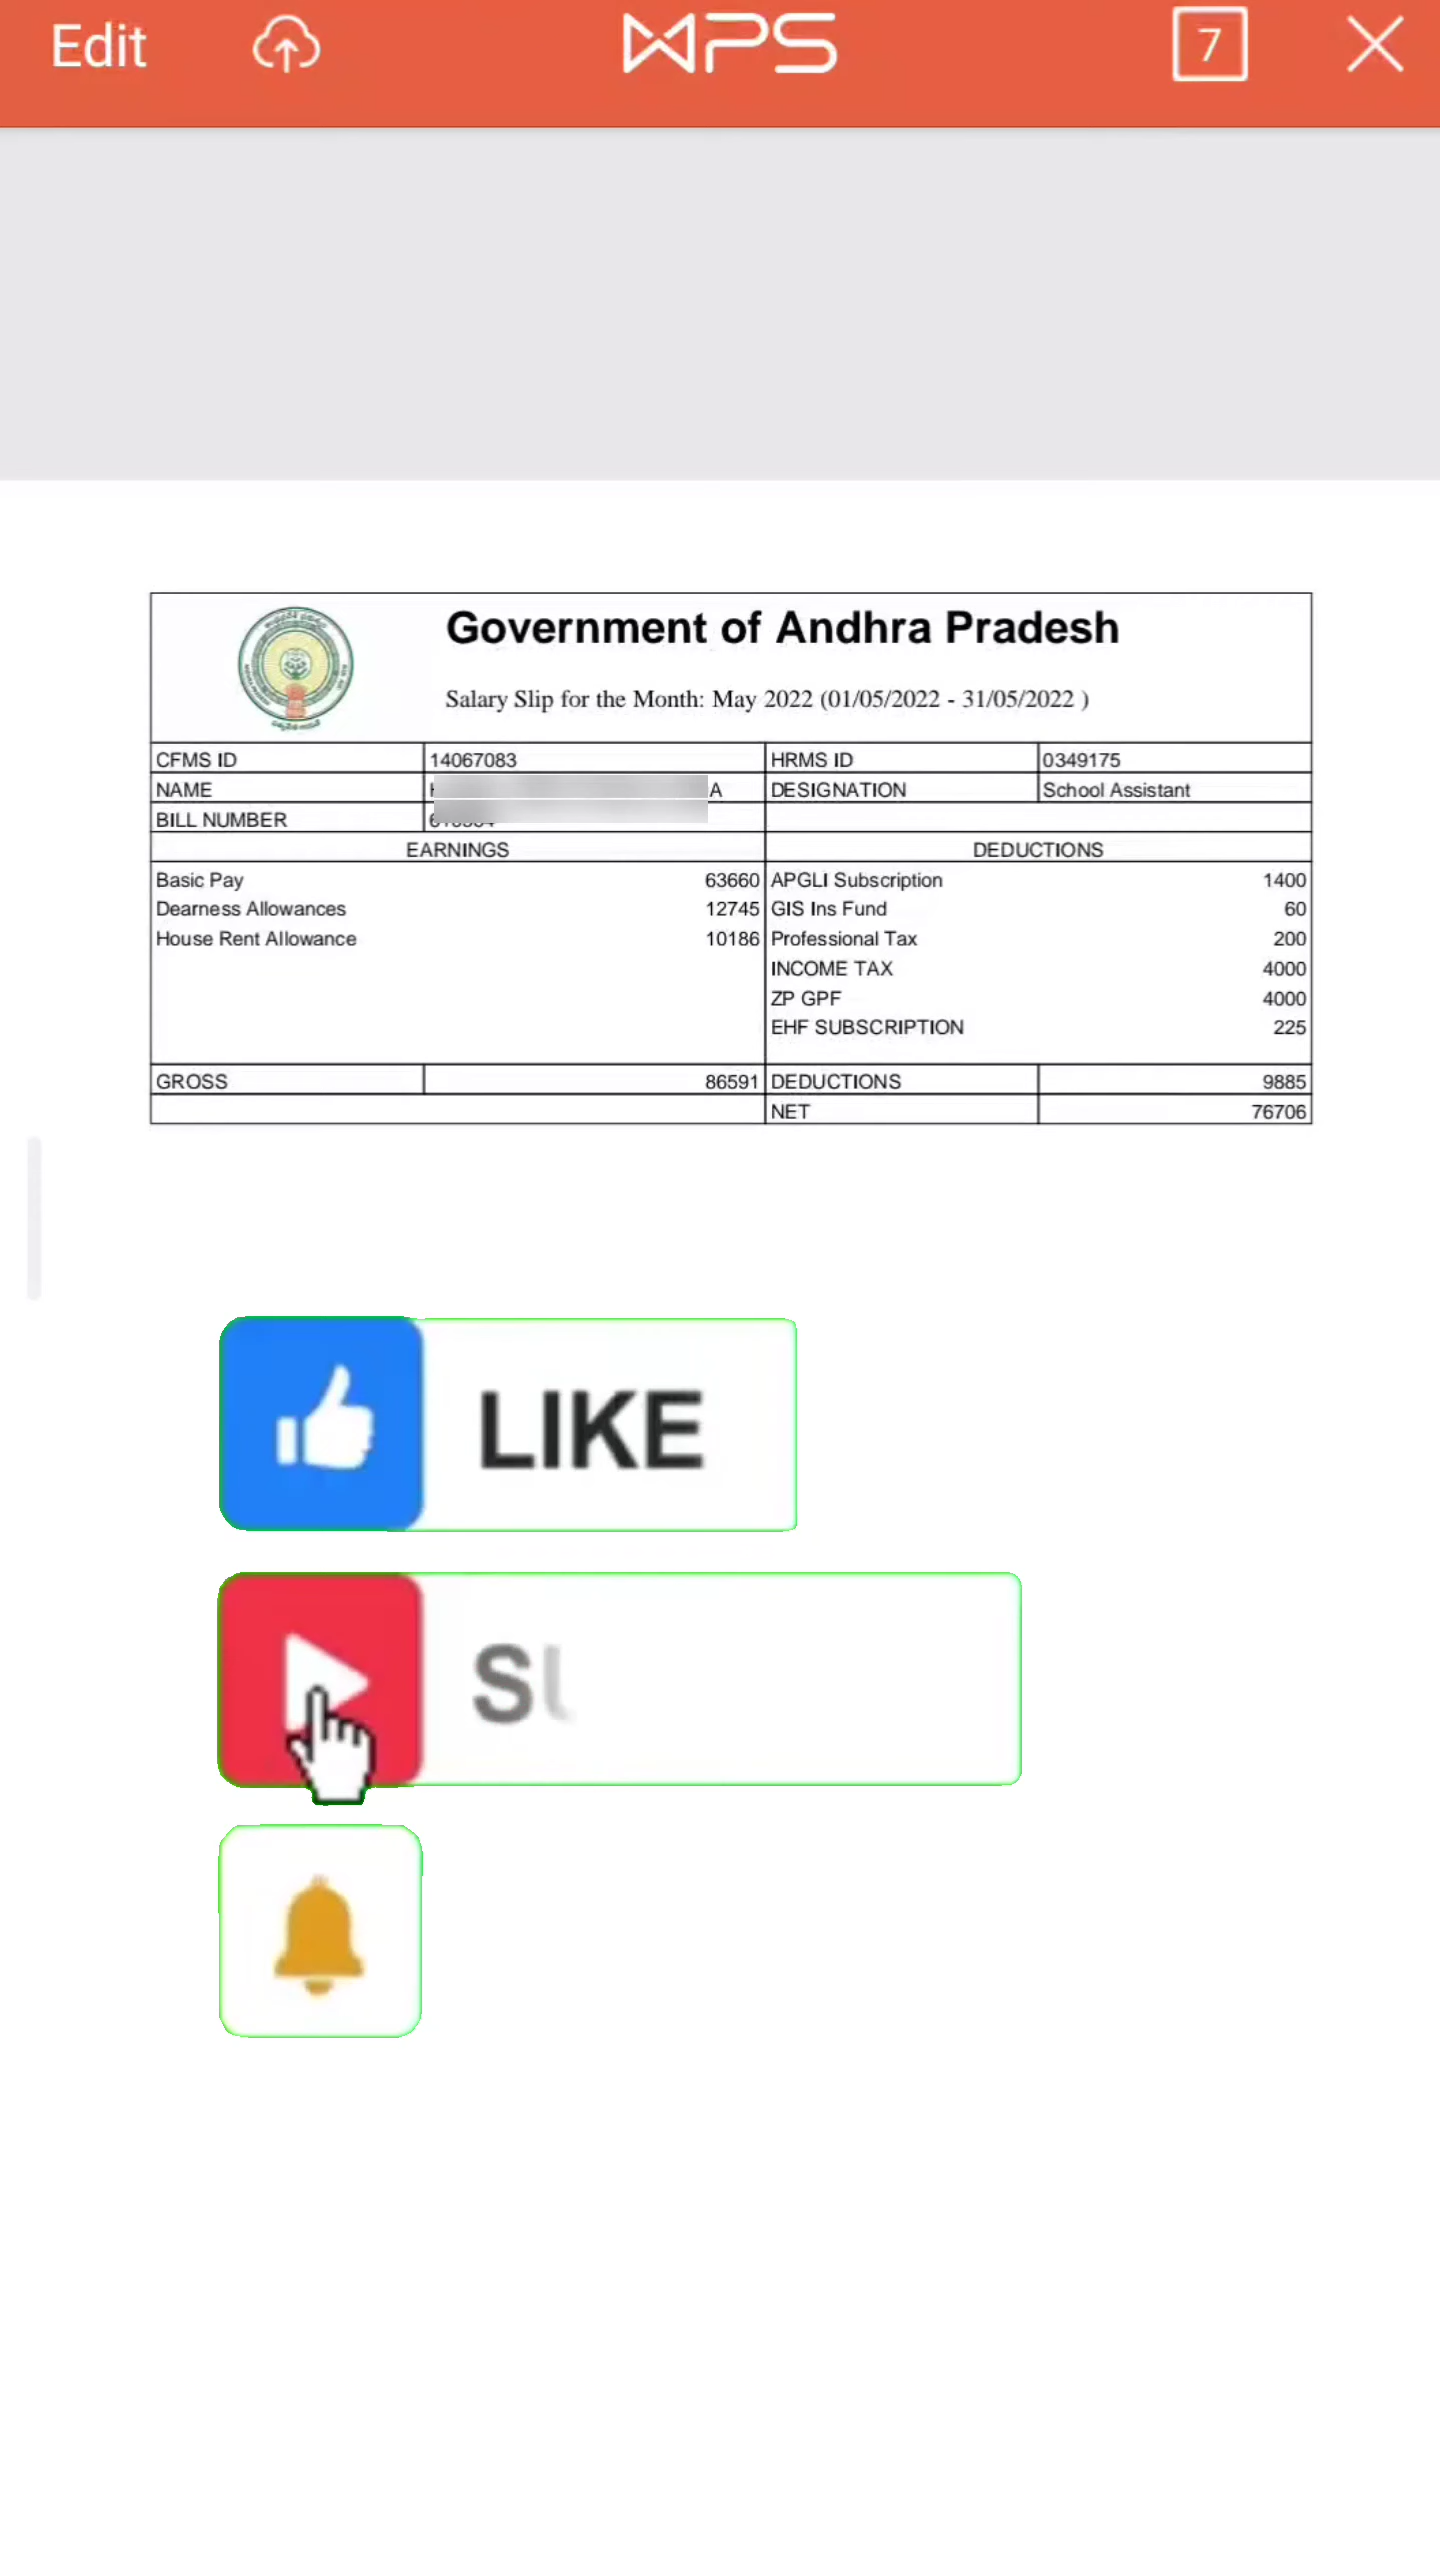 Edit WPS 7
Government of Andhra Pradesh
Salary Slip for the Month: May 2022 (01/05/2022 - 31/05/2022 )
CFMS ID 14067083 HRMS ID 0349175
NAME A DESIGNATION School Assistant
BILL NUMBER
EARNINGS DEDUCTIONS
Basic Pay 63660 APGLI Subscription 1400
Dearness Allowances 12745 GIS Ins Fund 60
House Rent Allowance 10186 Professional Tax 200
INCOME TAX 4000
ZP GPF 4000
EHF SUBSCRIPTION 225
GROSS 86591 DEDUCTIONS 9885
NET 76706
LIKE